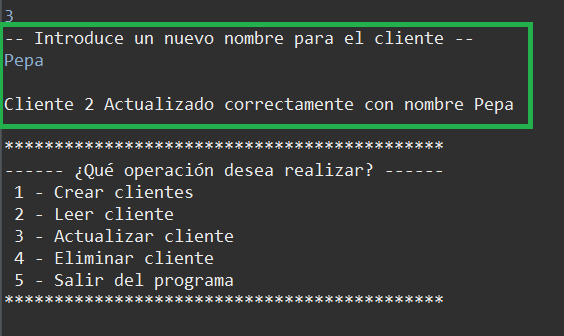 3
-- Introduce un nuevo nombre para el cliente --
Pepa
Cliente 2 Actualizado correctamente con nombre Pepa
********************************************
------ ¿Qué operación desea realizar? ------
1 - Crear clientes
2 - Leer cliente
3 - Actualizar cliente
4 - Eliminar cliente
5 - Salir del programa
********************************************